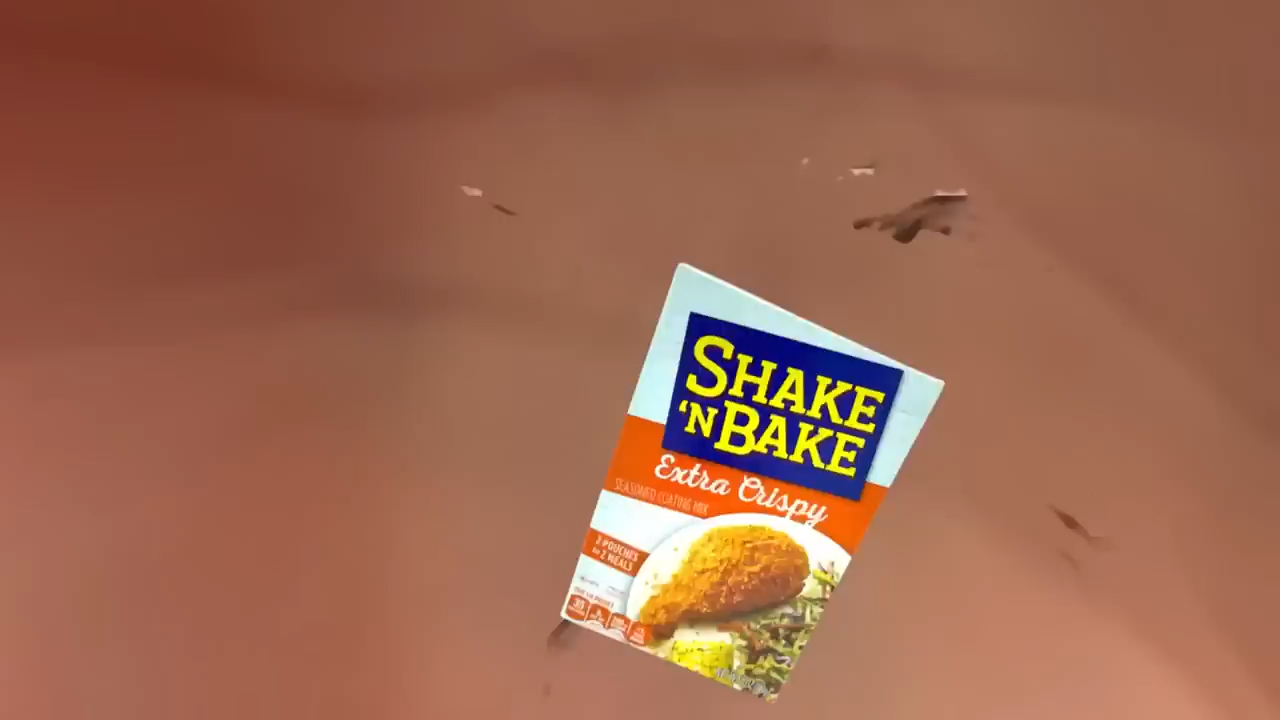 SHAKE
'N BAKE
Extra Crispy
SEASONED COATING MIX
2 POUCHES
for 2 MEALS